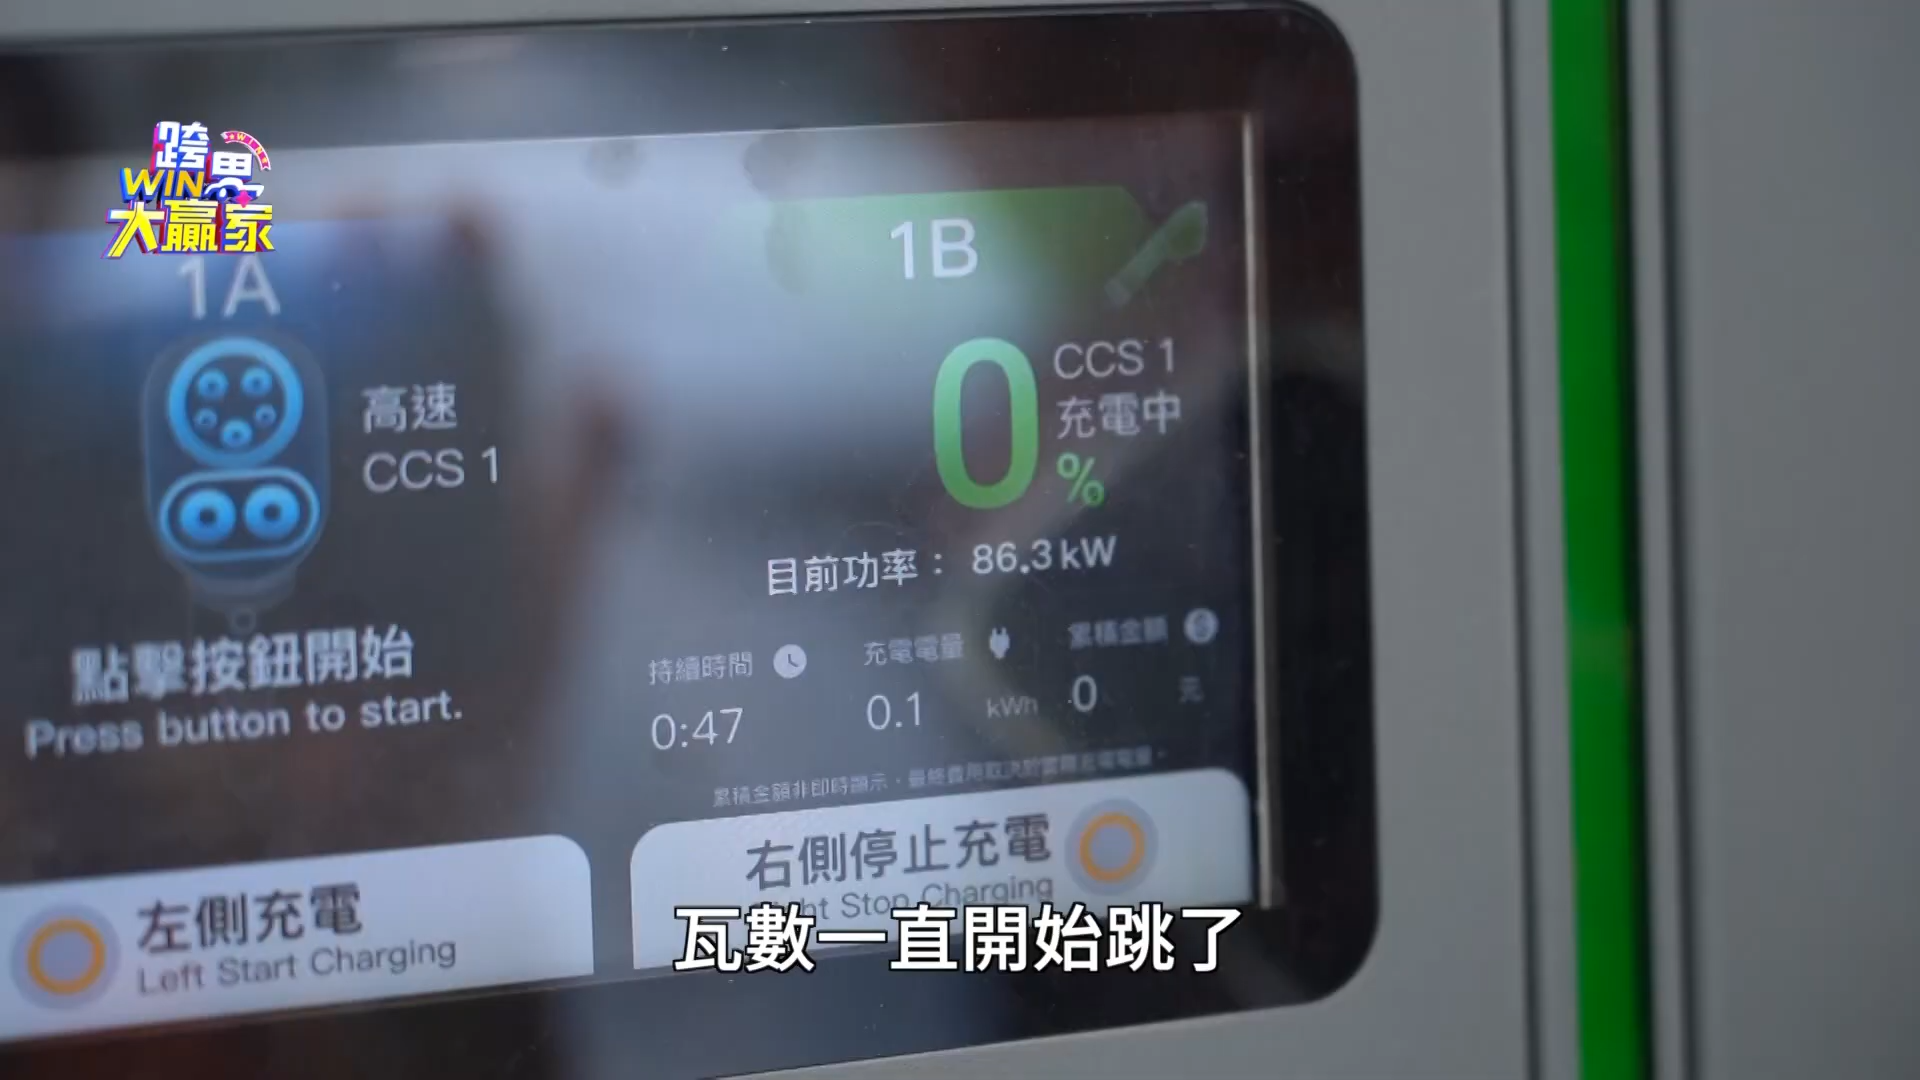 跨界
WIN
大贏家
1A
高速
CCS 1
點擊按鈕開始
Press button to start.
左側充電
Left Start Charging
1B
0
%
CCS 1
充電中
目前功率： 86.3 kW
持續時間
0:47
充電電量
0.1 kWh
累積金額
0 元
累積金額非即時顯示，最終費用取決於實際充電電量。
右側停止充電
Right Stop Charging
瓦數一直開始跳了